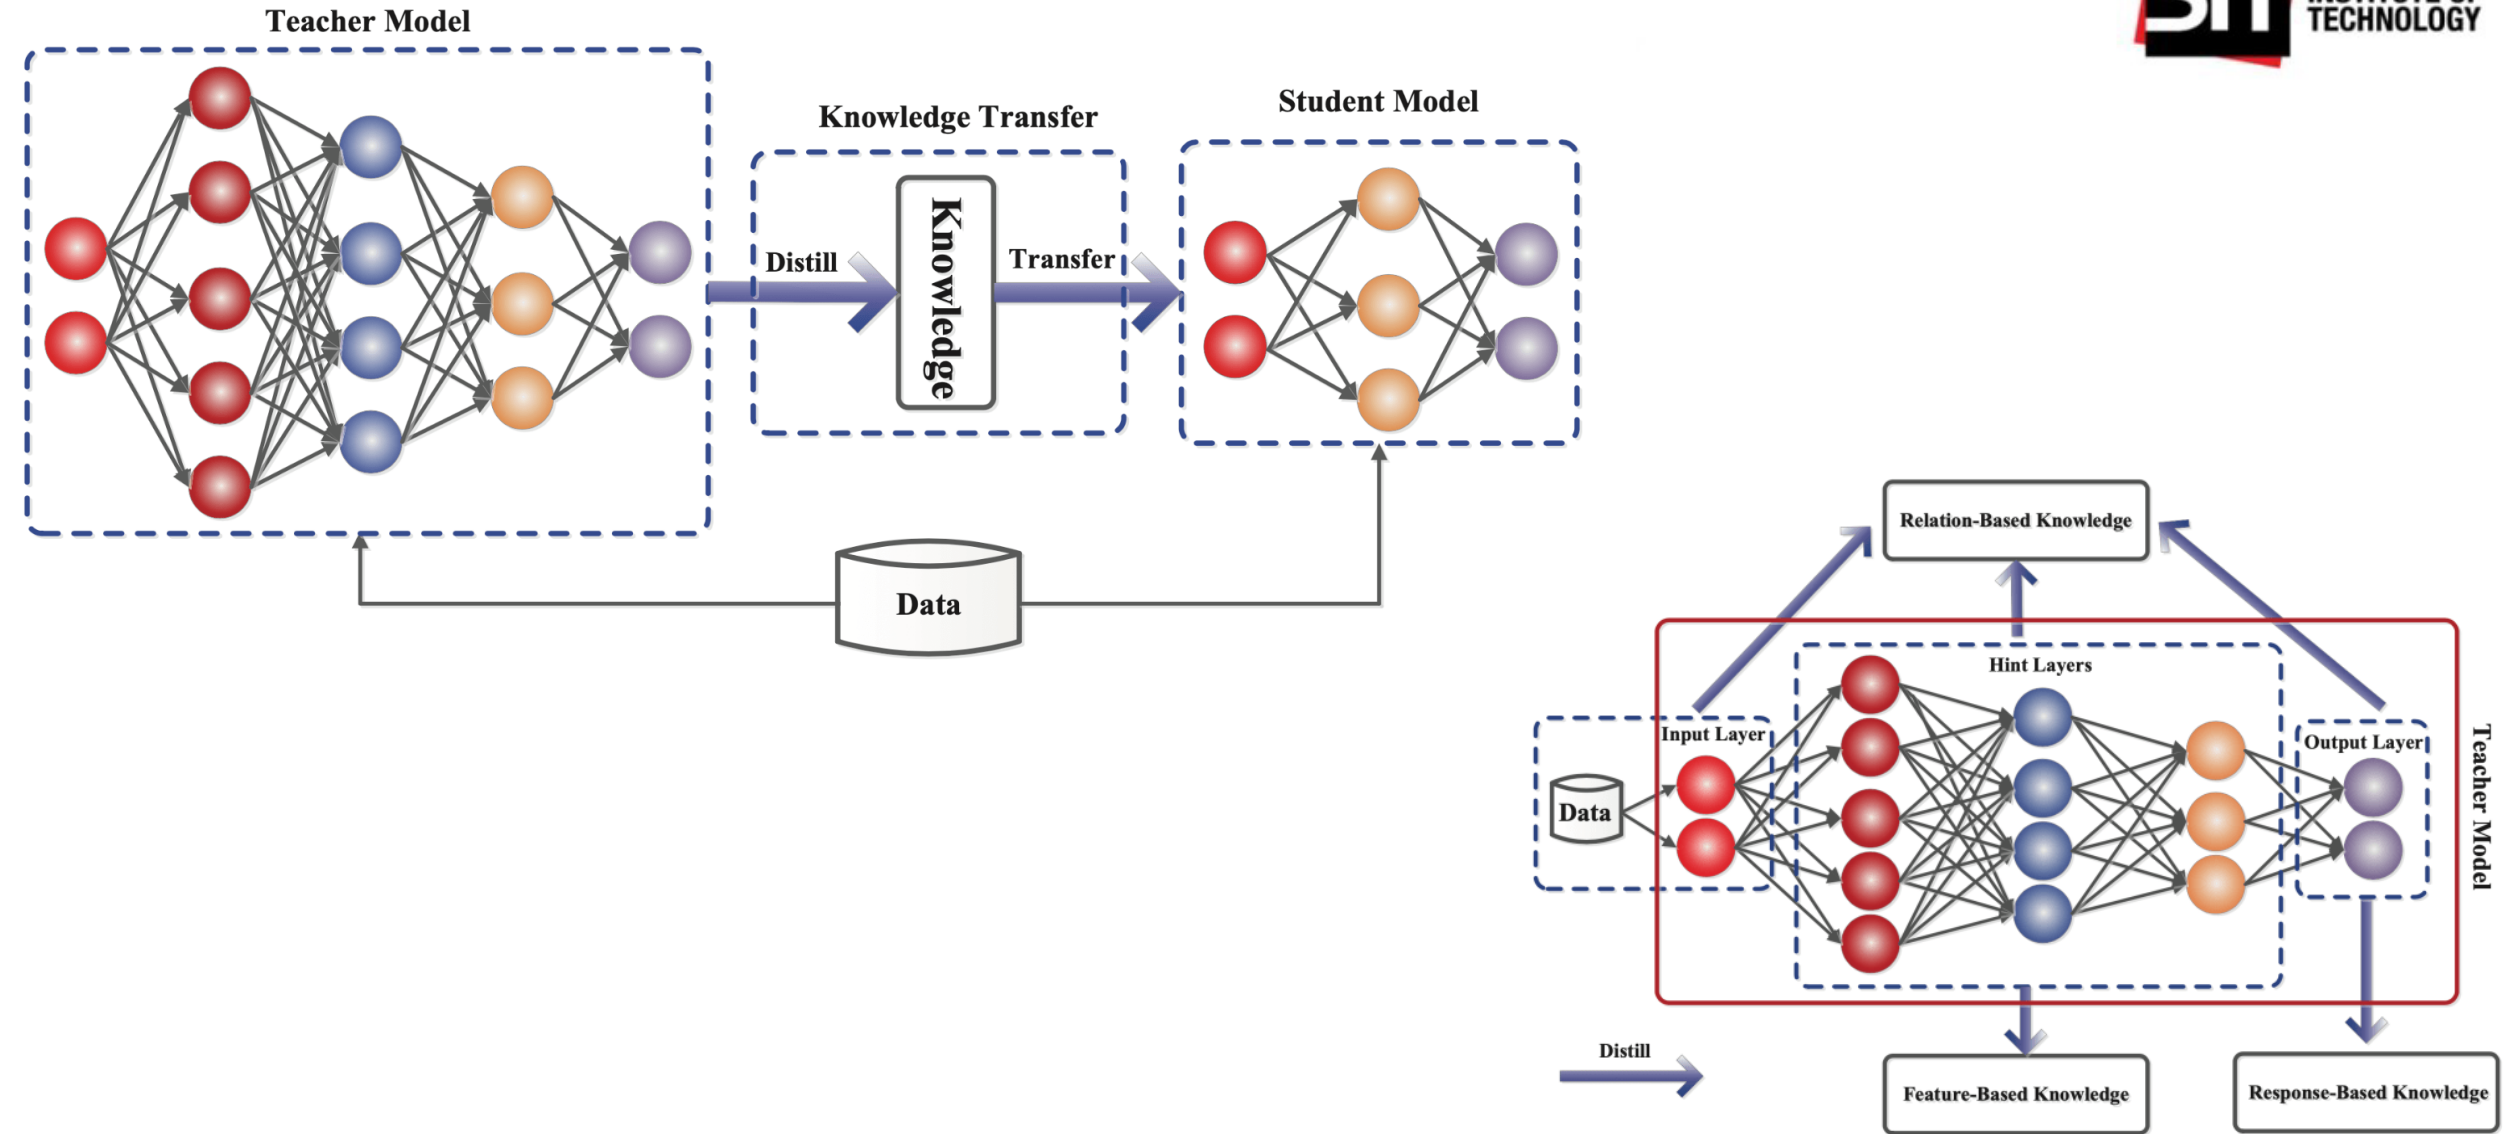 Teacher Model
TECHNOLOGY
Student Model
Knowledge Transfer
Distill
Knowledge
Transfer
Data
Relation-Based Knowledge
Hint Layers
Input Layer
Output Layer
Data
Teacher Model
Distill
Feature-Based Knowledge
Response-Based Knowledge